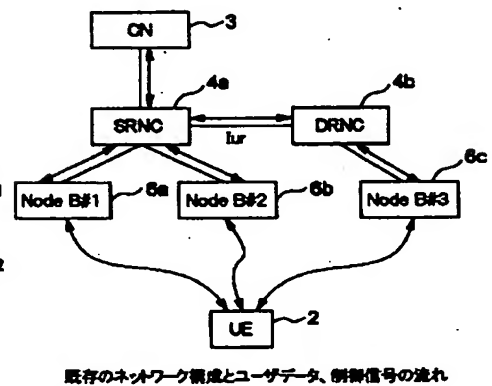 CN 3
4a 4b
SRNC Iur DRNC
6c
Node B#1 6a Node B#2 6b Node B#3
UE 2
既存のネットワーク構成とユーザデータ、制御信号の流れ